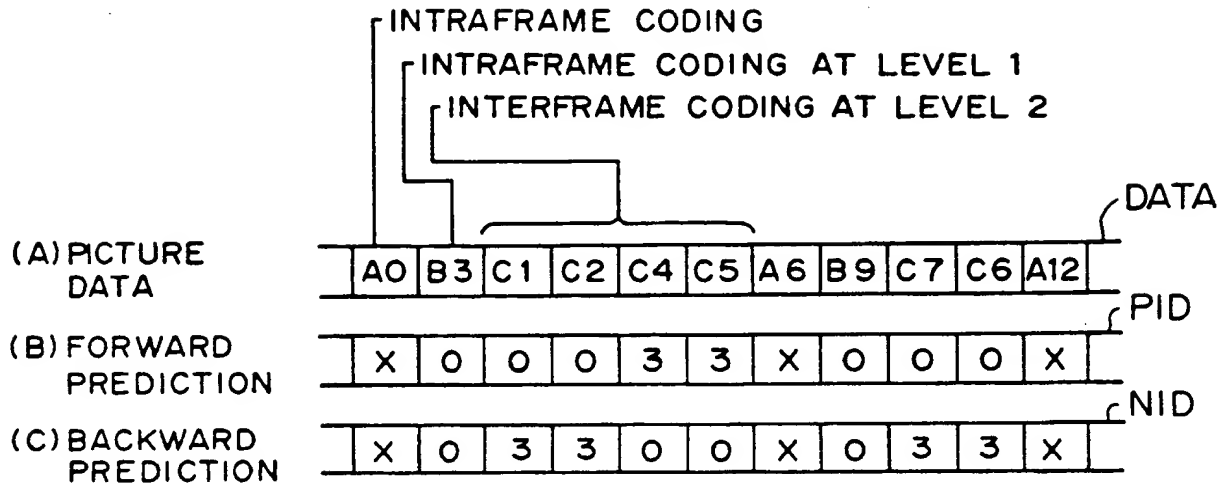 INTRAFRAME CODING
INTRAFRAME CODING AT LEVEL 1
INTERFRAME CODING AT LEVEL 2
DATA
(A) PICTURE DATA
A0 B3 C1 C2 C4 C5 A6 B9 C7 C6 A12
PID
(B) FORWARD PREDICTION
X 0 0 0 3 3 X 0 0 0 X
NID
(C) BACKWARD PREDICTION
X 0 3 3 0 0 X 0 3 3 X